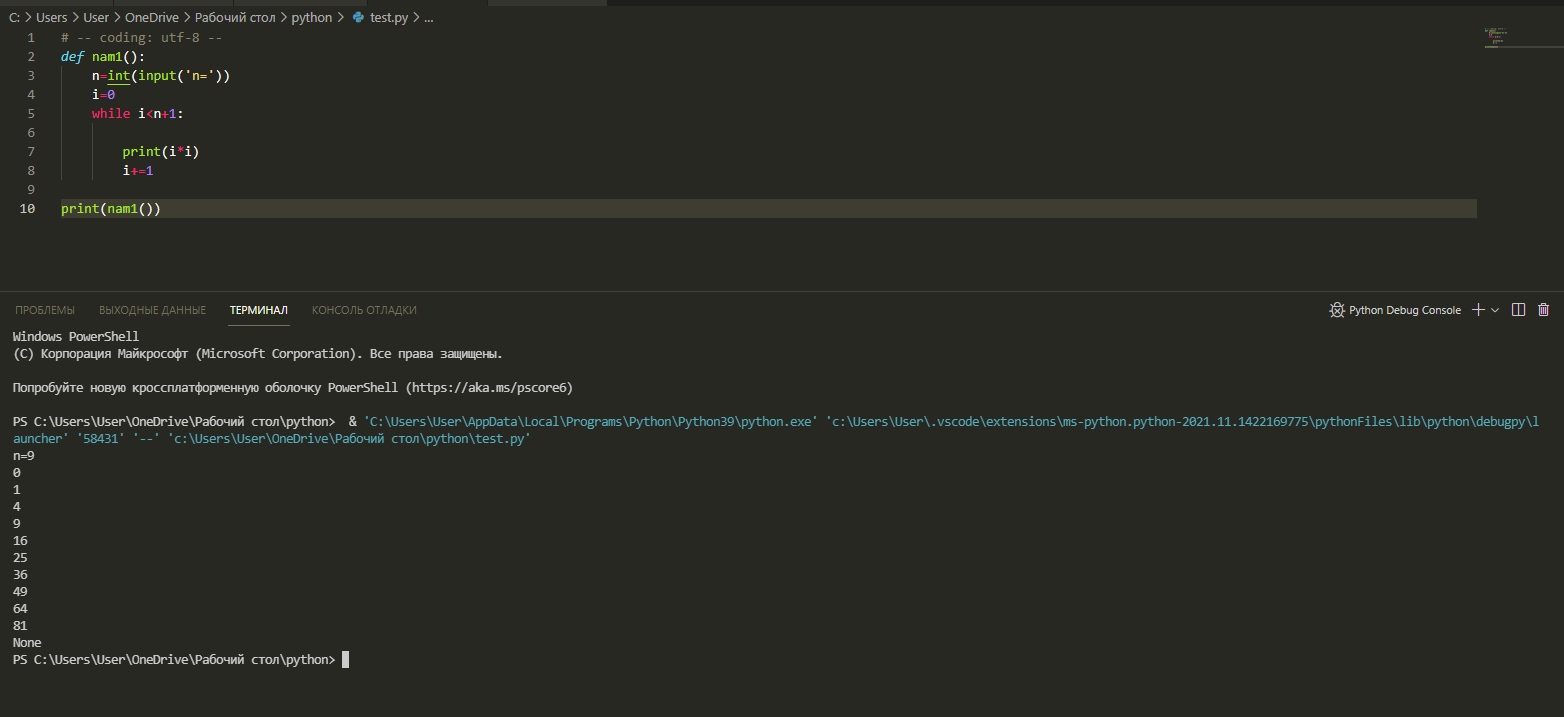 C: > Users > User > OneDrive > Рабочий стол > python > test.py > ...
1 # -- coding: utf-8 --
2 def nam1():
3     n=int(input('n='))
4     i=0
5     while i<n+1:
6
7         print(i*i)
8         i+=1
9
10 print(nam1())
ПРОБЛЕМЫ ВЫХОДНЫЕ ДАННЫЕ ТЕРМИНАЛ КОНСОЛЬ ОТЛАДКИ Python Debug Console
Windows PowerShell
(C) Корпорация Майкрософт (Microsoft Corporation). Все права защищены.
Попробуйте новую кроссплатформенную оболочку PowerShell (https://aka.ms/pscore6)
PS C:\Users\User\OneDrive\Рабочий стол\python>  & 'C:\Users\User\AppData\Local\Programs\Python\Python39\python.exe' 'c:\Users\User\.vscode\extensions\ms-python.python-2021.11.1422169775\pythonFiles\lib\python\debugpy\l
auncher' '58431' '--' 'c:\Users\User\OneDrive\Рабочий стол\python\test.py'
n=9
0
1
4
9
16
25
36
49
64
81
None
PS C:\Users\User\OneDrive\Рабочий стол\python>